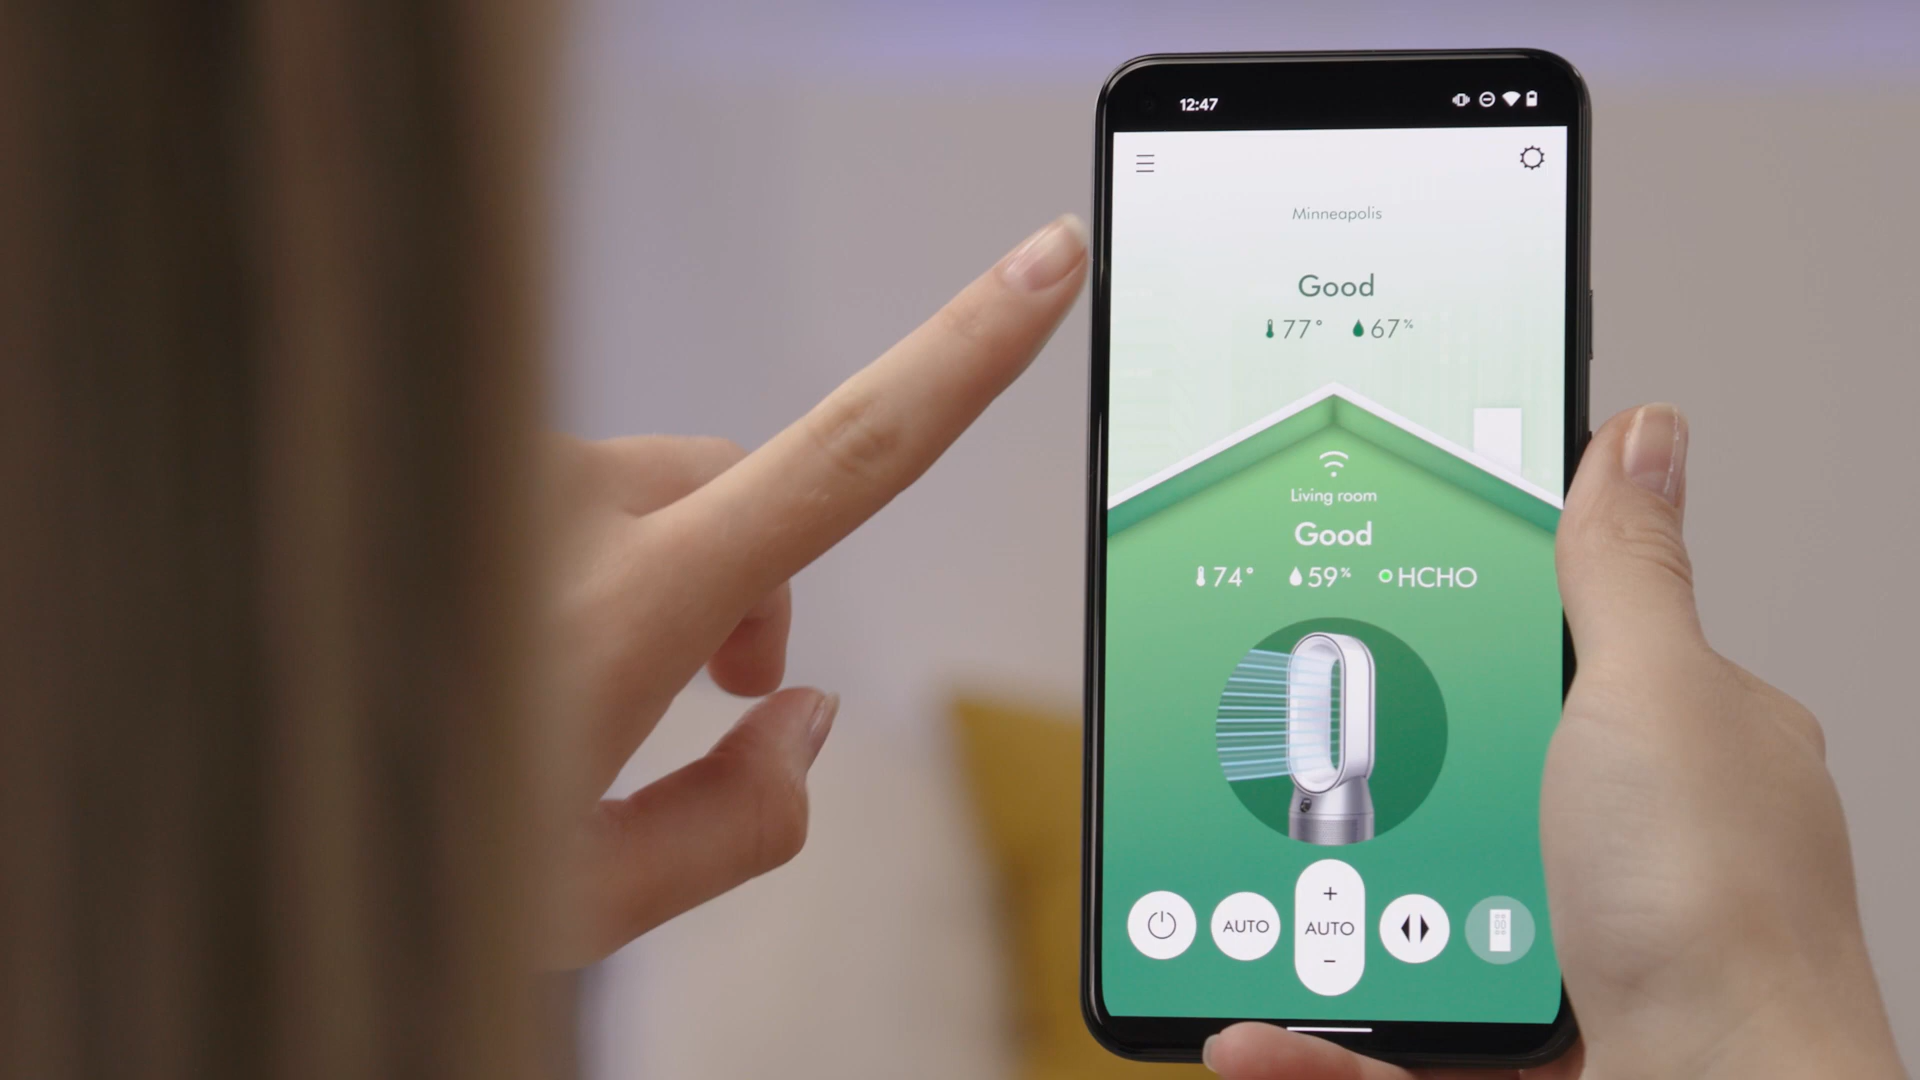 12:47
Minneapolis
Good
77° 67%
Living room
Good
74° 59% HCHO
AUTO
+
AUTO
−